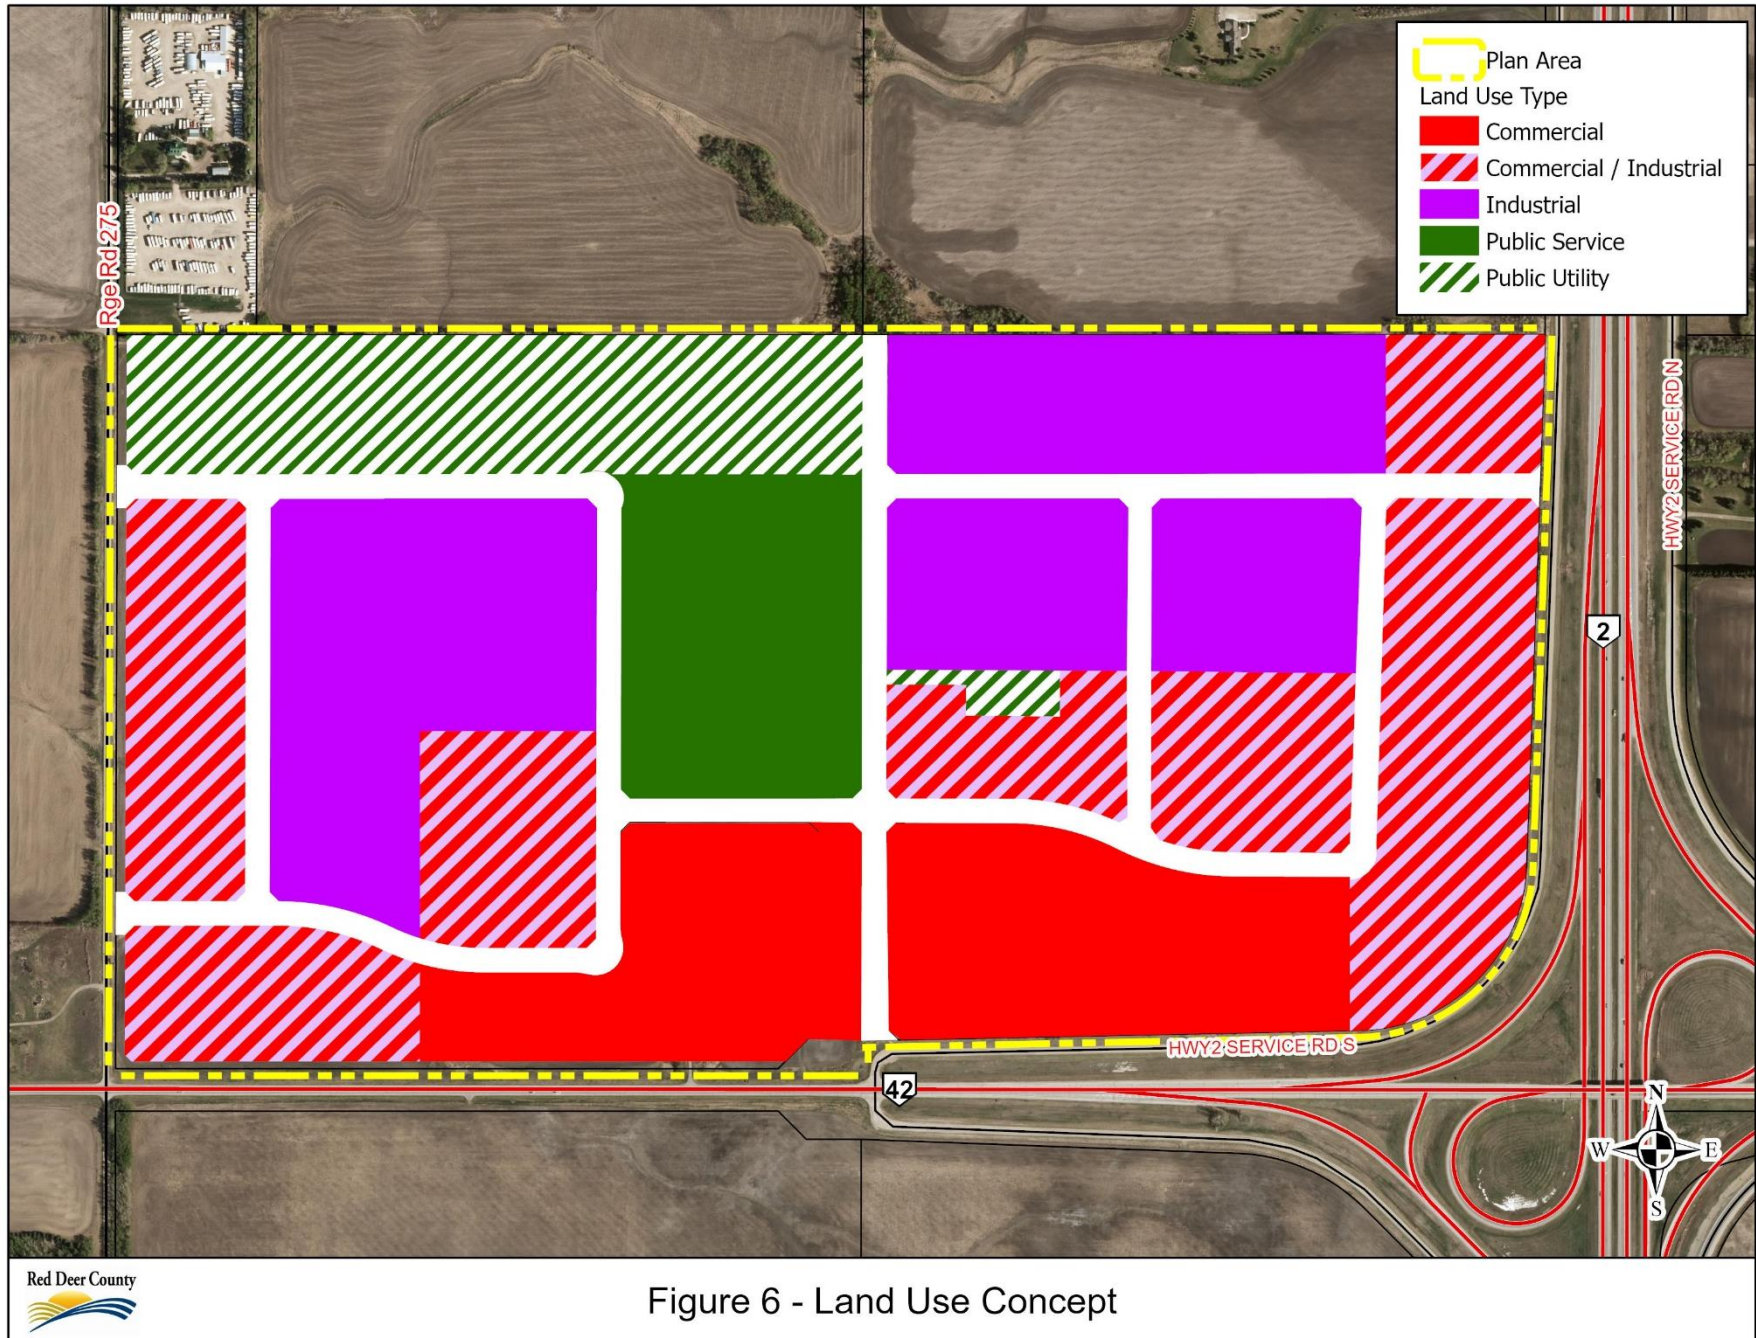 Plan Area
Land Use Type
Commercial
Commercial / Industrial
Industrial
Public Service
Public Utility
Rge Rd 275
HWY2 SERVICE RD N
2
HWY2 SERVICE RD S
42
N
W
E
S
Red Deer County
Figure 6 - Land Use Concept